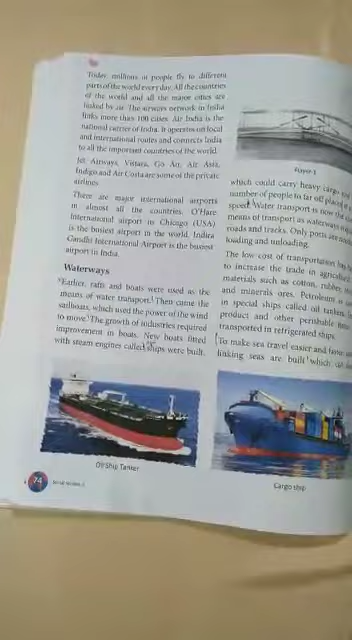 Today, millions of people fly to different
parts of the world every day. All the countries
of the world and all the major cities are
linked by air. The airways network in India
links more than 100 cities. Air India is the
national carrier of India. It operates on local
and international routes and connects India
to all the important countries of the world.
Jet Airways, Vistara, Go Air, Air Asia,
Indigo and Air Costa are some of the private
airlines.
There are major international airports
in almost all the countries. O'Hare
International airport in Chicago (USA)
is the busiest airport in the world. Indira
Gandhi International Airport is the busiest
airport in India.
Waterways
Earlier, rafts and boats were used as the
means of water transport. Then came the
sailboats, which used the power of the wind
to move. The growth of industries required
improvement in boats. New boats fitted
with steam engines called ships were built,
Flyer-1
which could carry heavy cargo and
number of people to far off places
speed. Water transport is now the
means of transport as waterways
roads and tracks. Only ports are
loading and unloading.
The low cost of transportation
to increase the trade in
materials such as cotton, rubber,
and minerals ores. Petroleum is
in special ships called oil tankers.
product and other perishable
transported in refrigerated ships.
To make sea travel easier and
linking seas are built which
Oil Ship Tanker
Cargo ship
74